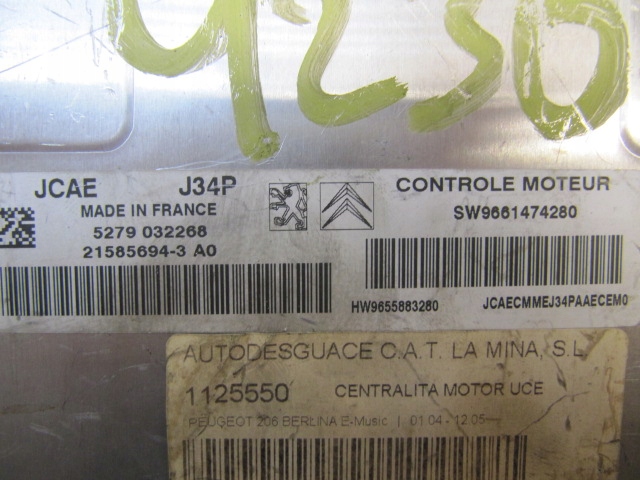 4230
JCAE J34P
MADE IN FRANCE
5279 032268
21585694-3 A0
CONTROLE MOTEUR
SW9661474280
HW9655883280 JCAECMMEJ34PAAECEM0
AUTODESGUACE C.A.T. LA MINA, S.L.
1125550 CENTRALITA MOTOR UCE
PEUGEOT 206 BERLINA E-Music | 01.04 - 12.05